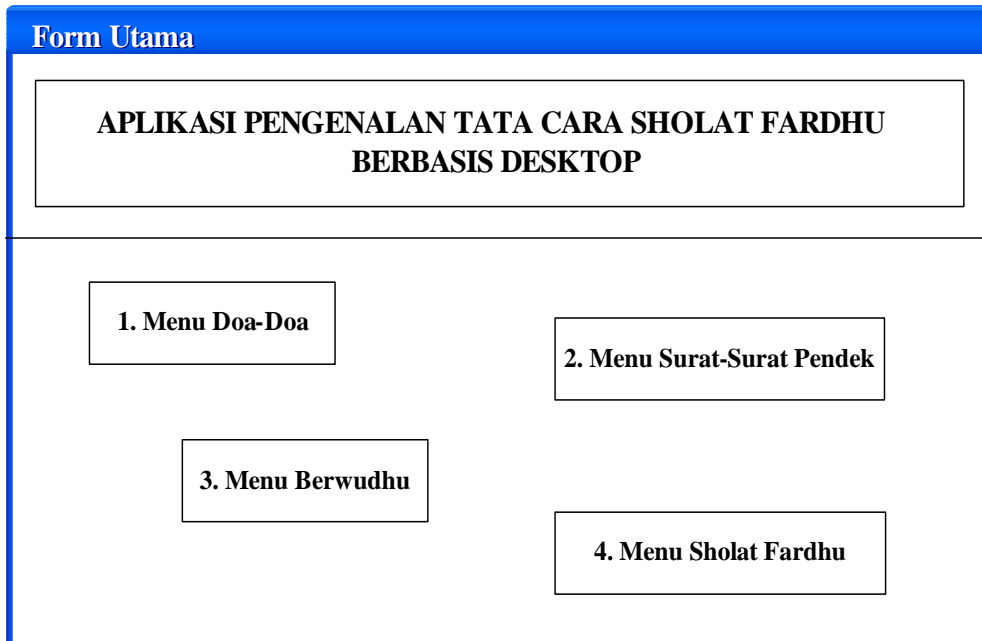 Form Utama
APLIKASI PENGENALAN TATA CARA SHOLAT FARDHU
BERBASIS DESKTOP
1. Menu Doa-Doa
2. Menu Surat-Surat Pendek
3. Menu Berwudhu
4. Menu Sholat Fardhu